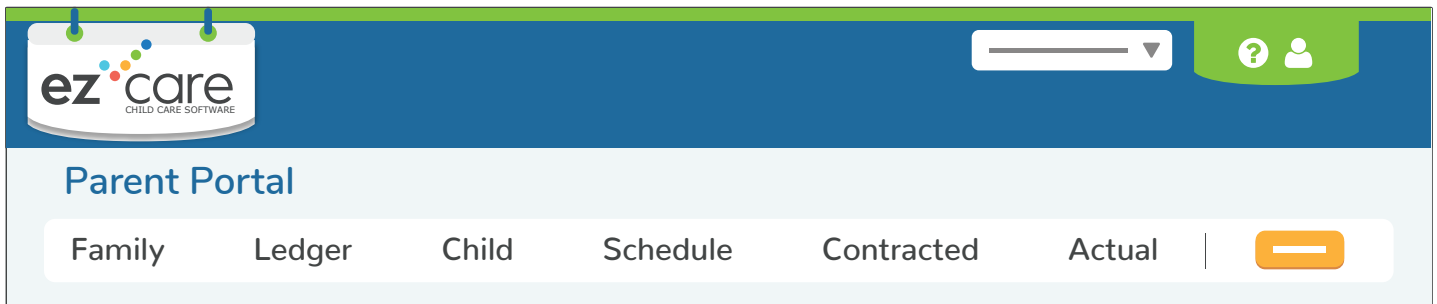 ez care
CHILD CARE SOFTWARE
?
Parent Portal
Family Ledger Child Schedule Contracted Actual